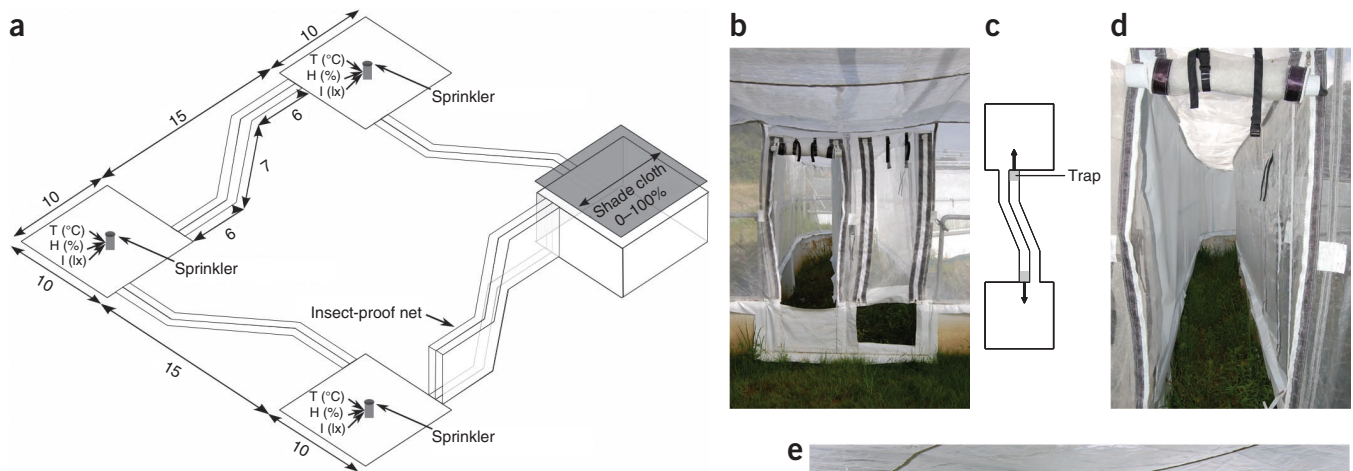 a
b
c
d
10
T (°C)
H (%)
I (lx)
Sprinkler
15
6
7
6
10
T (°C)
H (%)
I (lx)
Sprinkler
10
Shade cloth
0–100%
Trap
Insect-proof net
15
T (°C)
H (%)
I (lx)
Sprinkler
10
e